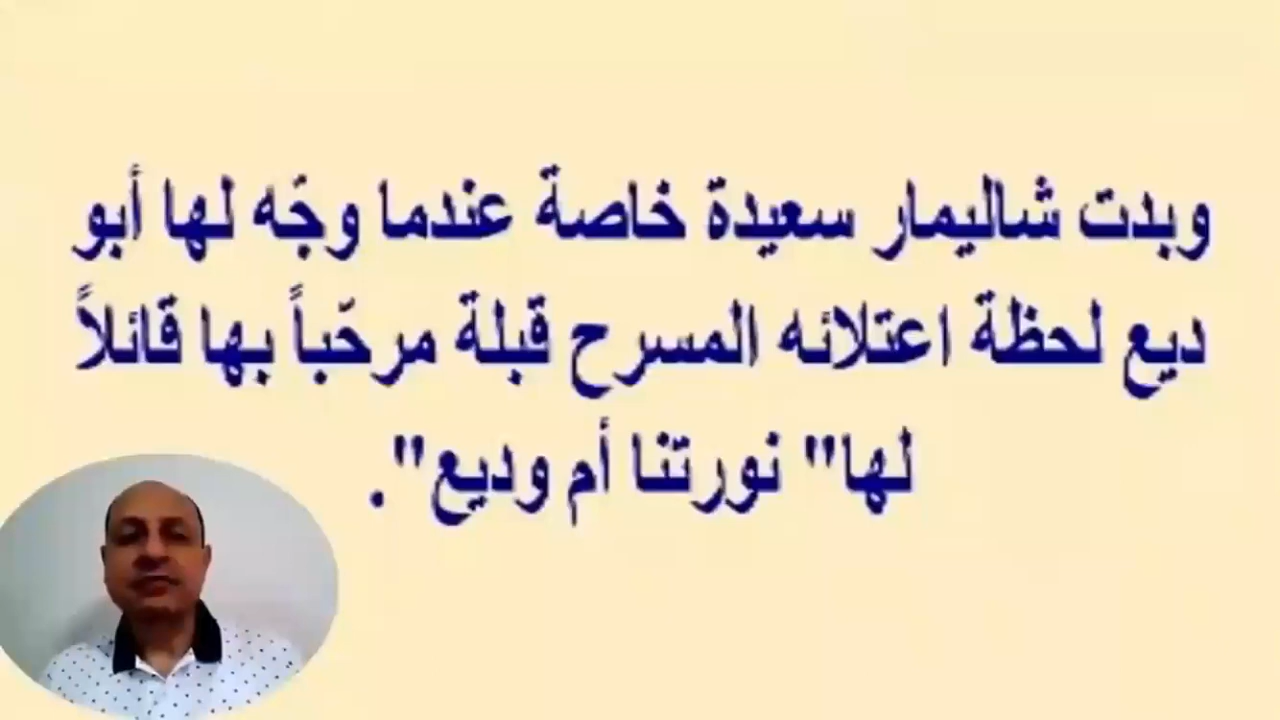 وبدت شاليمار سعيدة خاصة عندما وجّه لها أبو
ديع لحظة اعتلائه المسرح قبلة مرحّباً بها قائلاً
لها" نورتنا أم وديع".